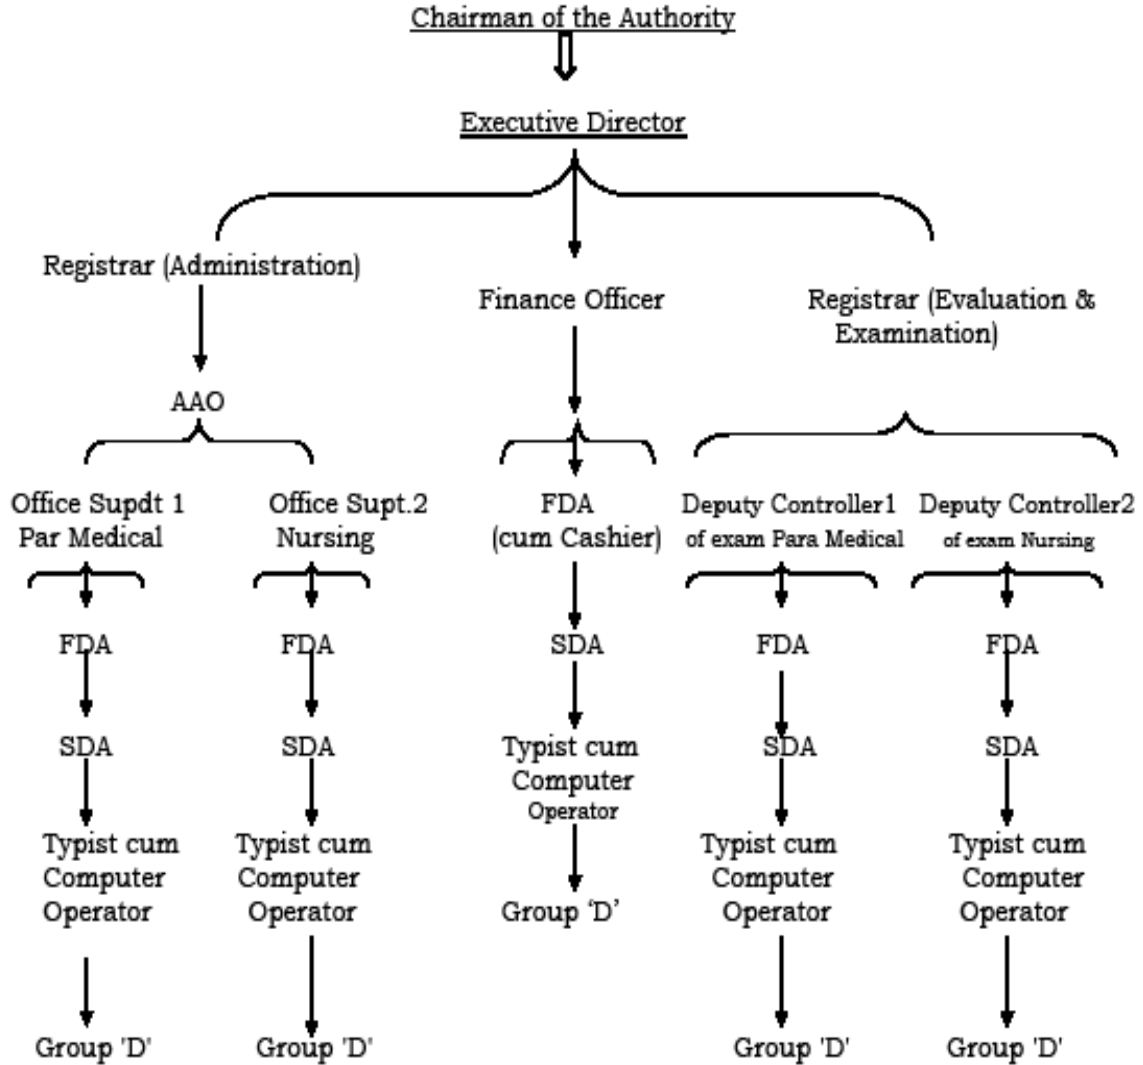 Chairman of the Authority
Executive Director
Registrar (Administration)
Finance Officer
Registrar (Evaluation &
Examination)
AAO
Office Supdt 1
Par Medical
Office Supt.2
Nursing
FDA
(cum Cashier)
Deputy Controller1
of exam Para Medical
Deputy Controller2
of exam Nursing
FDA
FDA
SDA
FDA
FDA
SDA
SDA
Typist cum
Computer
Operator
SDA
SDA
Typist cum
Computer
Operator
Typist cum
Computer
Operator
Group ‘D’
Typist cum
Computer
Operator
Typist cum
Computer
Operator
Group 'D'
Group 'D'
Group 'D'
Group 'D'